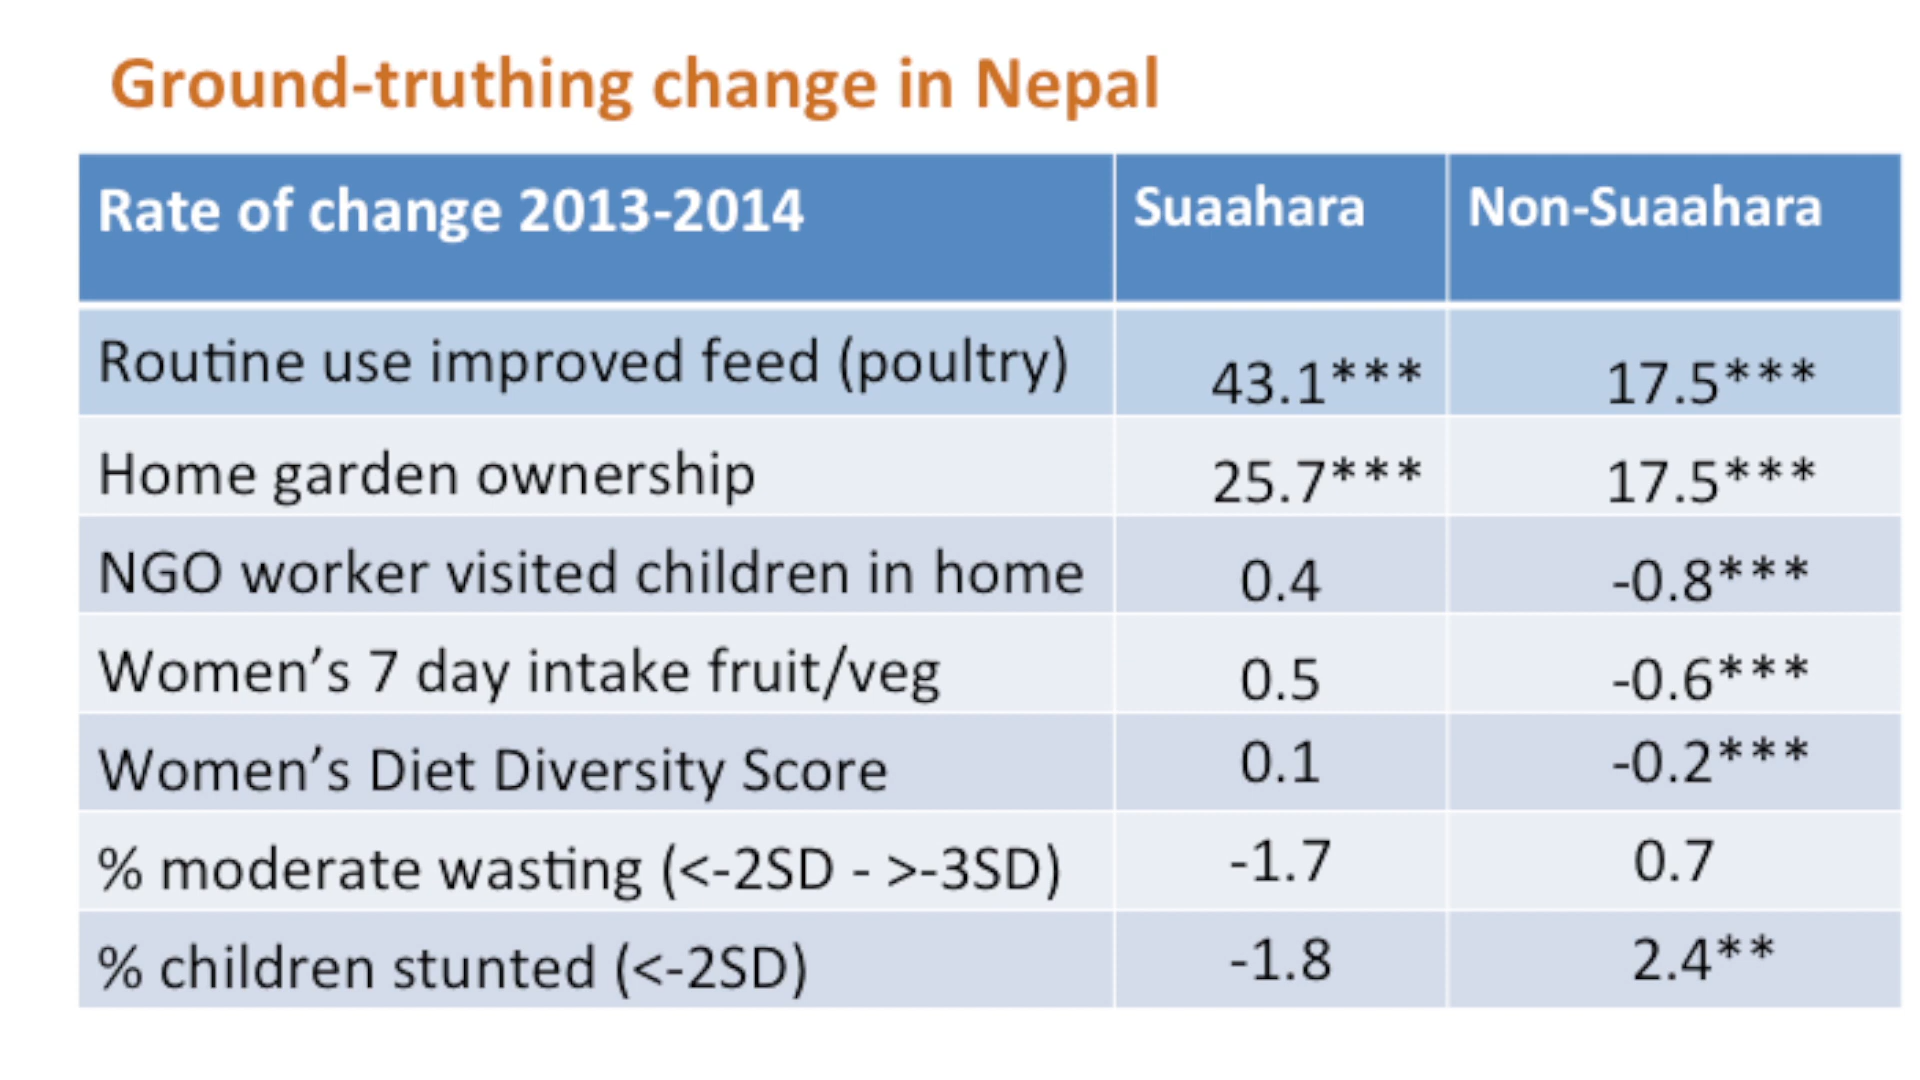 Ground-truthing change in Nepal
Rate of change 2013-2014 Suaahara Non-Suaahara
Routine use improved feed (poultry) 43.1*** 17.5***
Home garden ownership 25.7*** 17.5***
NGO worker visited children in home 0.4 -0.8***
Women’s 7 day intake fruit/veg 0.5 -0.6***
Women’s Diet Diversity Score 0.1 -0.2***
% moderate wasting (<-2SD - >-3SD) -1.7 0.7
% children stunted (<-2SD) -1.8 2.4**